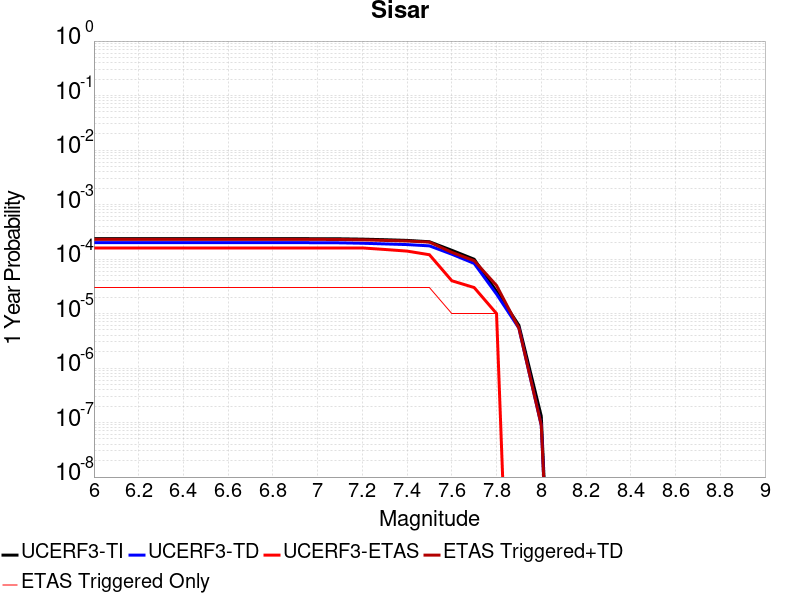 Sisar
10^0
10^-1
10^-2
10^-3
10^-4
10^-5
10^-6
10^-7
10^-8
1 Year Probability
6 6.2 6.4 6.6 6.8 7 7.2 7.4 7.6 7.8 8 8.2 8.4 8.6 8.8 9
Magnitude
UCERF3-TI UCERF3-TD UCERF3-ETAS ETAS Triggered+TD
ETAS Triggered Only